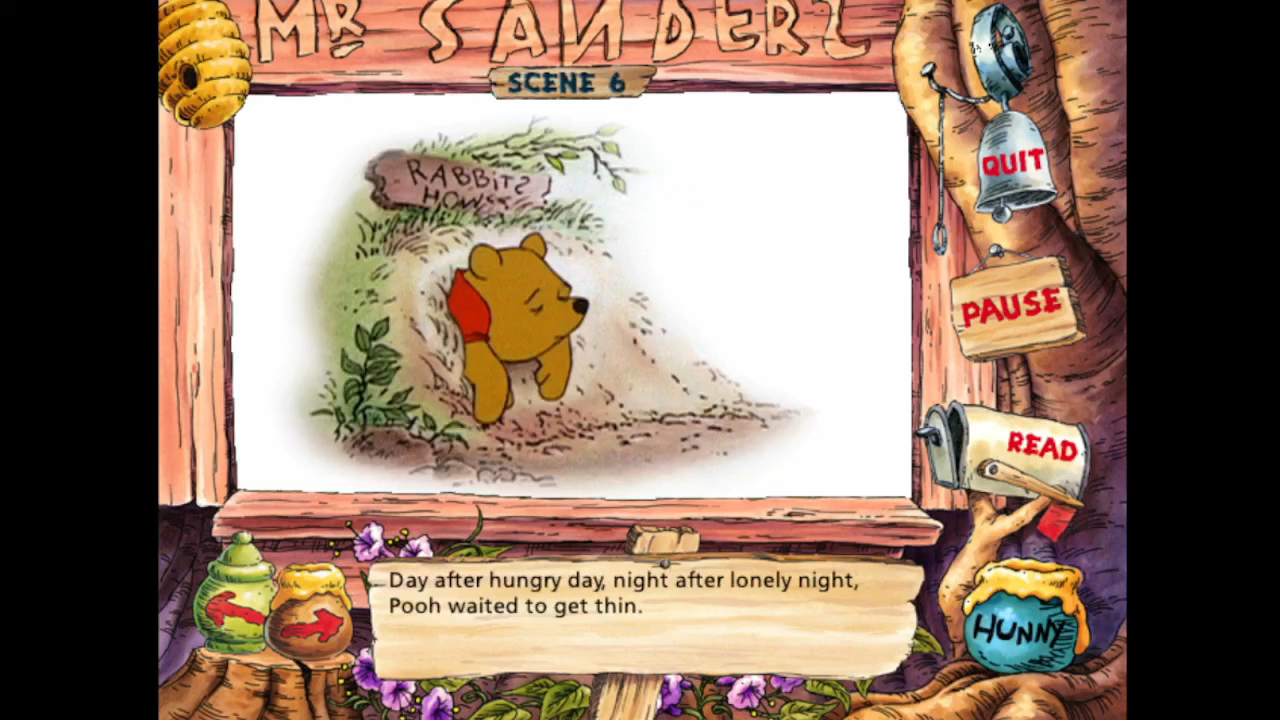 MR SANDERZ
SCENE 6
RABBITS
HOWSE
QUIT
PAUSE
READ
HUNNY
Day after hungry day, night after lonely night,
Pooh waited to get thin.